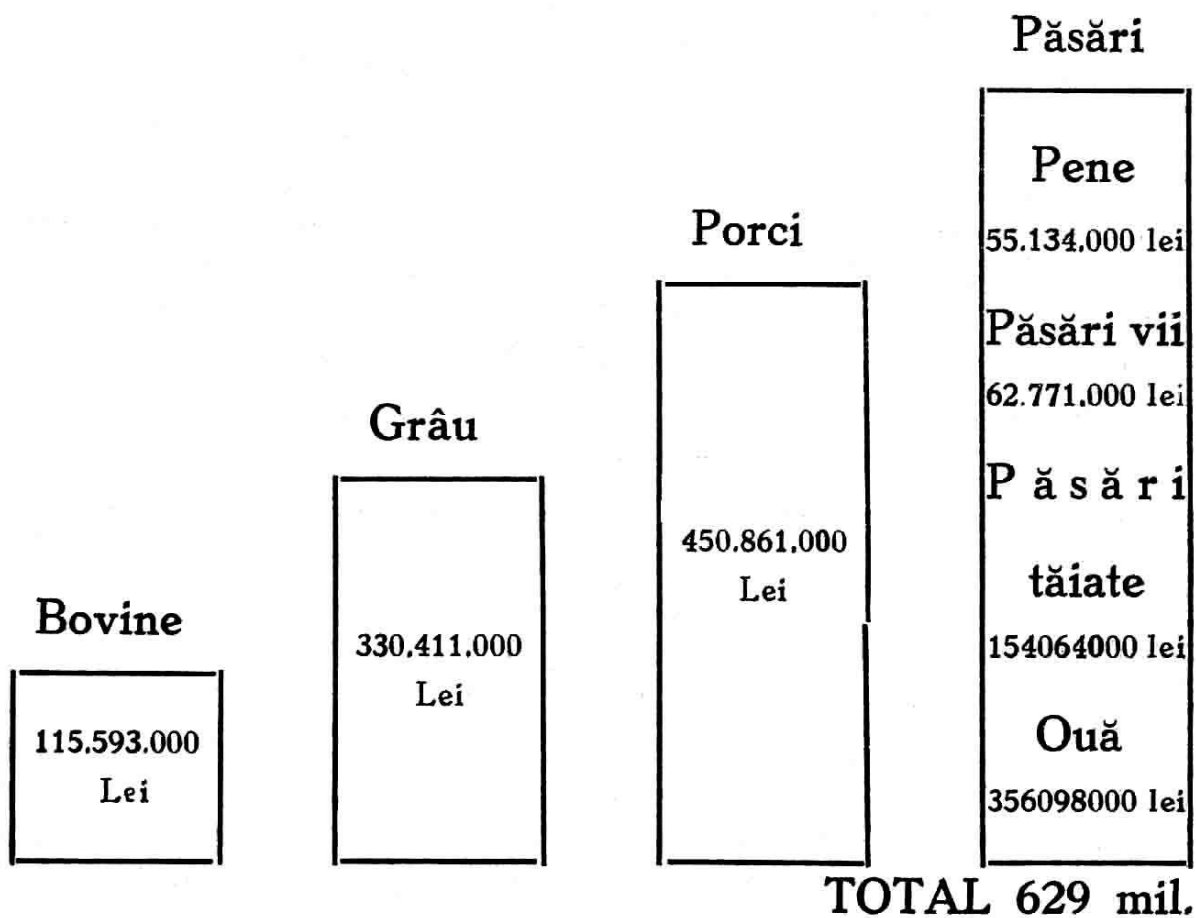 Bovine
115.593.000
Lei
Grâu
330.411.000
Lei
Porci
450.861.000
Lei
Păsări
Pene
55.134.000 lei
Păsări vii
62.771.000 lei
Păsări
tăiate
154064000 lei
Ouă
356098000 lei
TOTAL 629 mil.